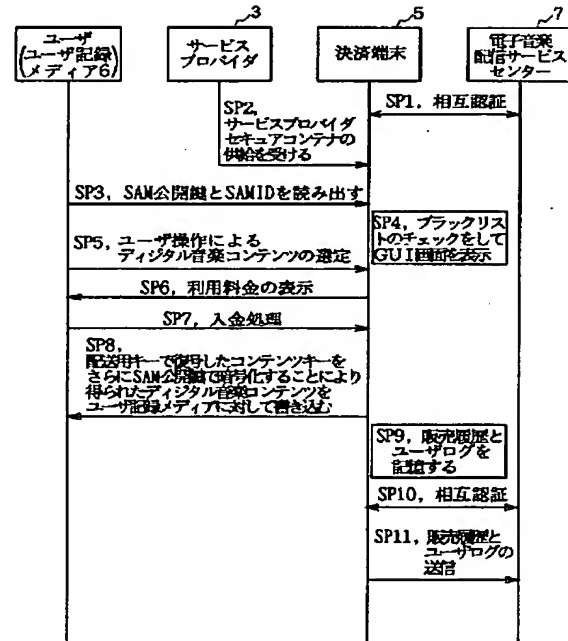 3
5
7
ユーザ
(ユーザ記録
メディア6)
サービス
プロバイダ
決済端末
電子音楽
配信サービス
センター
SP1, 相互認証
SP2,
サービスプロバイダ
セキュアコンテナの
供給を受ける
SP3, SAM公開鍵とSAMIDを読み出す
SP4, ブラックリス
トのチェックをして
GUI画面を表示
SP5, ユーザ操作による
ディジタル音楽コンテンツの選定
SP6, 利用料金の表示
SP7, 入金処理
SP8,
配送用キーで復号したコンテンツキーを
さらにSAM公開鍵で暗号化することにより
得られたディジタル音楽コンテンツを
ユーザ記録メディアに対して書き込む
SP9, 販売履歴と
ユーザログを
記憶する
SP10, 相互認証
SP11, 販売履歴と
ユーザログの
送信